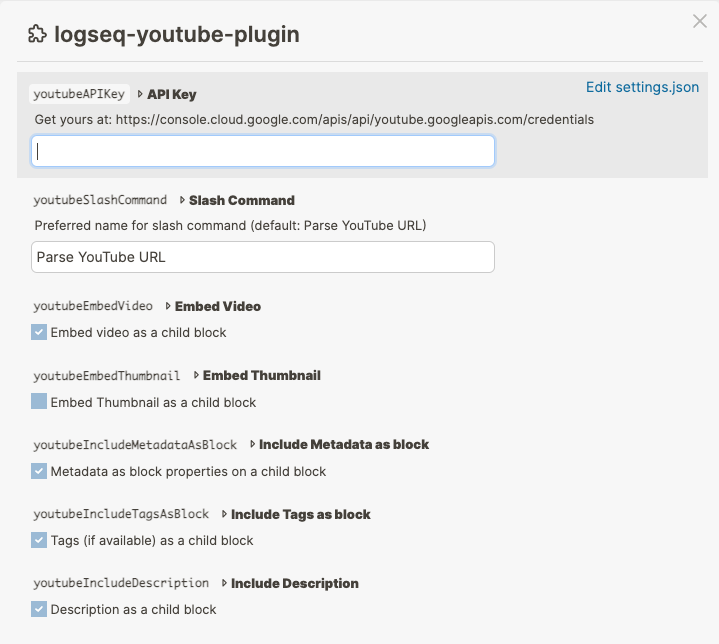 logseq-youtube-plugin
Edit settings.json
youtubeAPIKey API Key
Get yours at: https://console.cloud.google.com/apis/api/youtube.googleapis.com/credentials
youtubeSlashCommand Slash Command
Preferred name for slash command (default: Parse YouTube URL)
Parse YouTube URL
youtubeEmbedVideo Embed Video
Embed video as a child block
youtubeEmbedThumbnail Embed Thumbnail
Embed Thumbnail as a child block
youtubeIncludeMetadataAsBlock Include Metadata as block
Metadata as block properties on a child block
youtubeIncludeTagsAsBlock Include Tags as block
Tags (if available) as a child block
youtubeIncludeDescription Include Description
Description as a child block